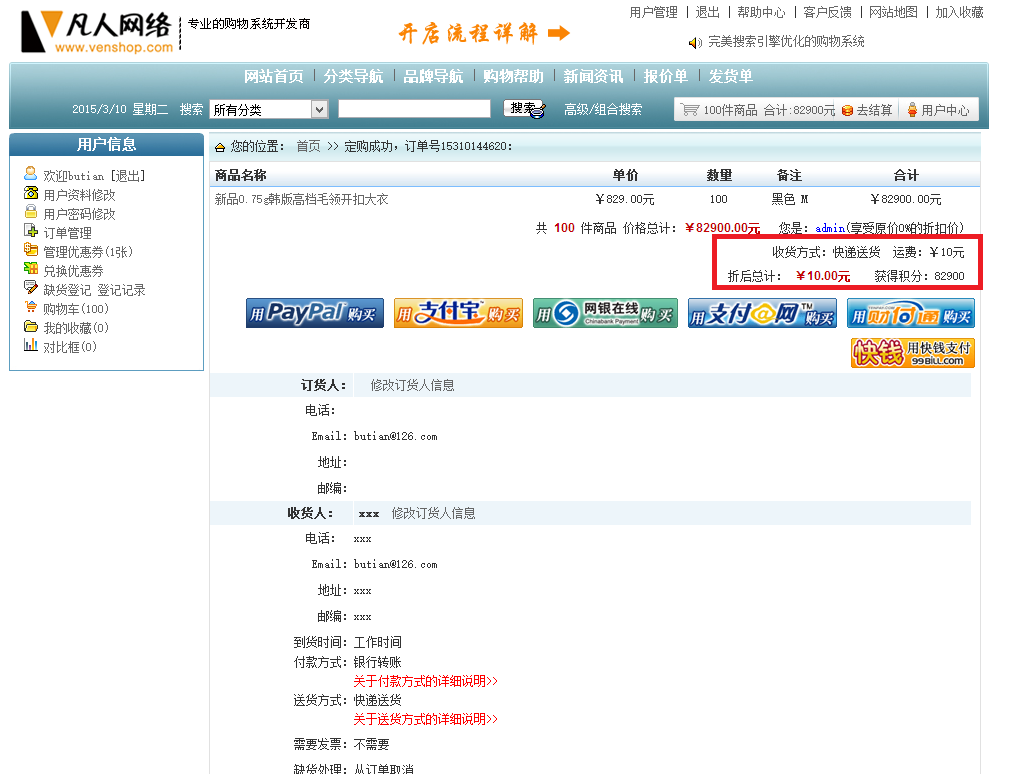 用户管理 | 退出 | 帮助中心 | 客户反馈 | 网站地图 | 加入收藏
凡人网络
www.venshop.com
专业的购物系统开发商
开店流程详解
完美搜索引擎优化的购物系统
网站首页 | 分类导航 | 品牌导航 | 购物帮助 | 新闻资讯 | 报价单 | 发货单
2015/3/10 星期二 搜索 所有分类 搜索 高级/组合搜索 100件商品 合计:82900元 去结算 用户中心
用户信息
欢迎butian [退出]
用户资料修改
用户密码修改
订单管理
管理优惠券(1张)
兑换优惠券
缺货登记 登记记录
购物车(100)
我的收藏(0)
对比框(0)
您的位置: 首页 >> 定购成功,订单号15310144620:
商品名称 单价 数量 备注 合计
新品0.75g韩版高档毛领开扣大衣 ￥829.00元 100 黑色 M ￥82900.00元
共 100 件商品 价格总计: ￥82900.00元 您是: admin(享受原价0%的折扣价)
收货方式: 快递送货 运费: ￥10元
折后总计: ￥10.00元 获得积分: 82900
用PayPal购买
用支付宝购买
用网银在线购买
Chinabank Payment
用支付@网™购买
用财付通购买
快钱 用快钱支付
99BILL.com
订货人: 修改订货人信息
电话:
Email: butian@126.com
地址:
邮编:
收货人: xxx 修改订货人信息
电话: xxx
Email: butian@126.com
地址: xxx
邮编: xxx
到货时间: 工作时间
付款方式: 银行转账
关于付款方式的详细说明>>
送货方式: 快递送货
关于送货方式的详细说明>>
需要发票: 不需要
缺货处理: 从订单取消